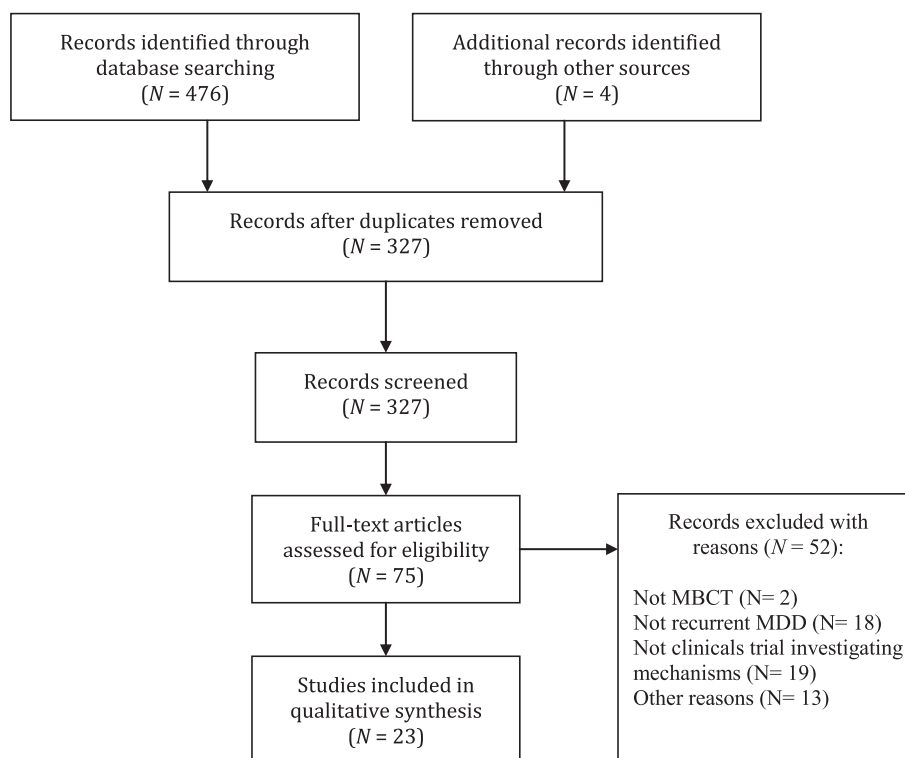 Records identified through
database searching
(N = 476)
Additional records identified
through other sources
(N = 4)
Records after duplicates removed
(N = 327)
Records screened
(N = 327)
Full-text articles
assessed for eligibility
(N = 75)
Records excluded with
reasons (N = 52):
Not MBCT (N= 2)
Not recurrent MDD (N= 18)
Not clinicals trial investigating
mechanisms (N = 19)
Other reasons (N= 13)
Studies included in
qualitative synthesis
(N = 23)